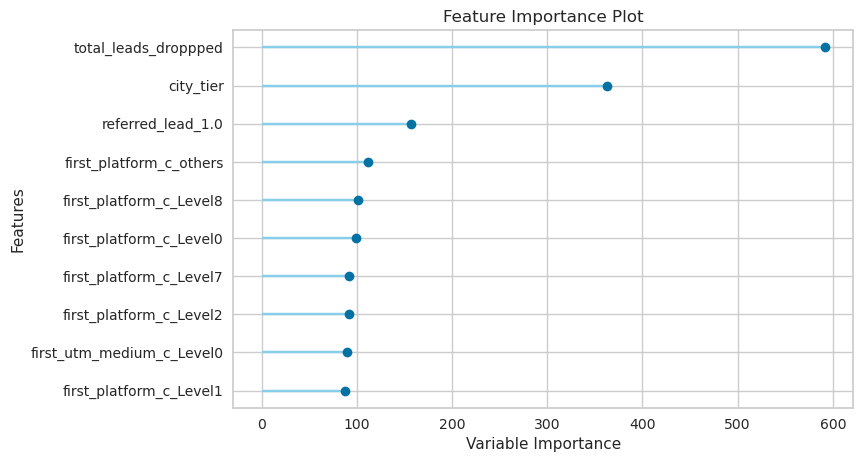 Feature Importance Plot
total_leads_droppped
city_tier
referred_lead_1.0
first_platform_c_others
first_platform_c_Level8
first_platform_c_Level0
first_platform_c_Level7
first_platform_c_Level2
first_utm_medium_c_Level0
first_platform_c_Level1
Features
0 100 200 300 400 500 600
Variable Importance